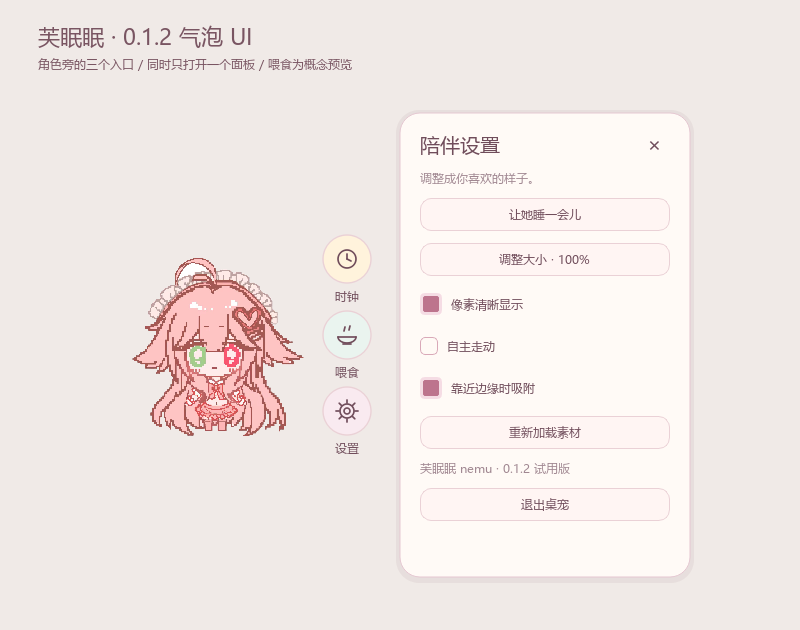 芙眠眠 · 0.1.2 气泡 UI
角色旁的三个入口 / 同时只打开一个面板 / 喂食为概念预览
时钟
喂食
设置
陪伴设置
×
调整成你喜欢的样子。
让她睡一会儿
调整大小 · 100%
像素清晰显示
自主走动
靠近边缘时吸附
重新加载素材
芙眠眠 nemu · 0.1.2 试用版
退出桌宠